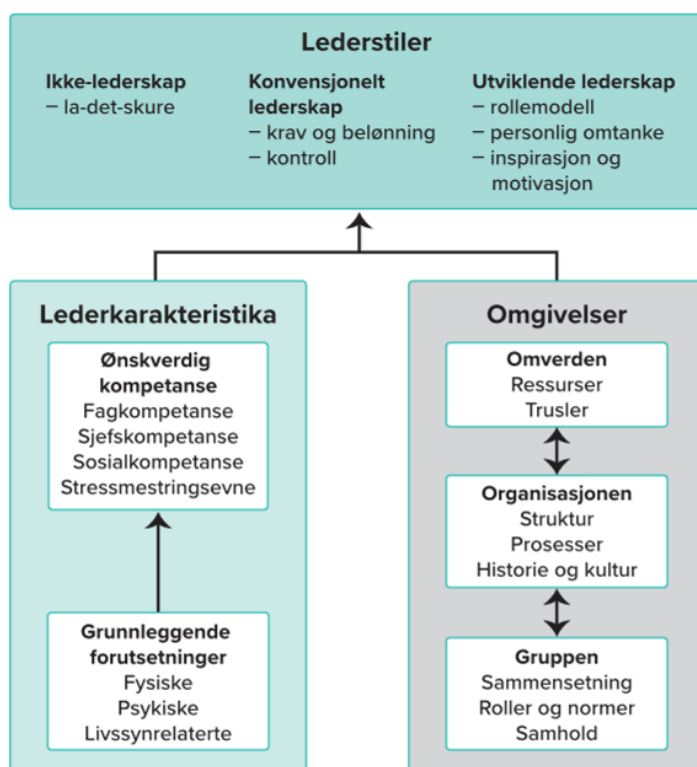 Lederstiler
Ikke-lederskap
– la-det-skure
Konvensjonelt
lederskap
– krav og belønning
– kontroll
Utviklende lederskap
– rollemodell
– personlig omtanke
– inspirasjon og
motivasjon
Lederkarakteristika
Ønskverdig
kompetanse
Fagkompetanse
Sjefskompetanse
Sosialkompetanse
Stressmestringsevne
Grunnleggende
forutsetninger
Fysiske
Psykiske
Livssynrelaterte
Omgivelser
Omverden
Ressurser
Trusler
Organisasjonen
Struktur
Prosesser
Historie og kultur
Gruppen
Sammensetning
Roller og normer
Samhold